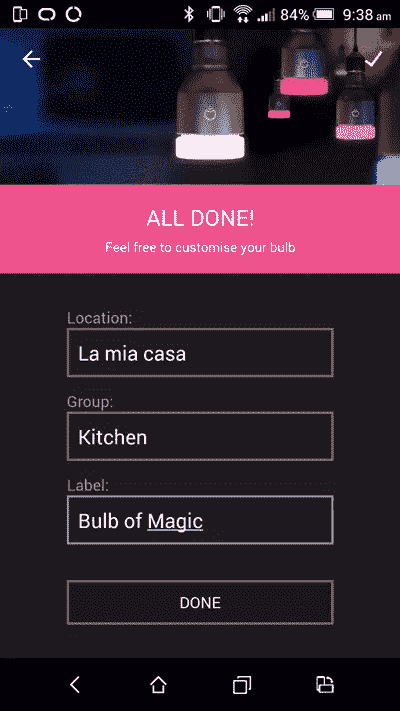 84% 9:38 am
ALL DONE!
Feel free to customise your bulb
Location:
La mia casa
Group:
Kitchen
Label:
Bulb of Magic
DONE